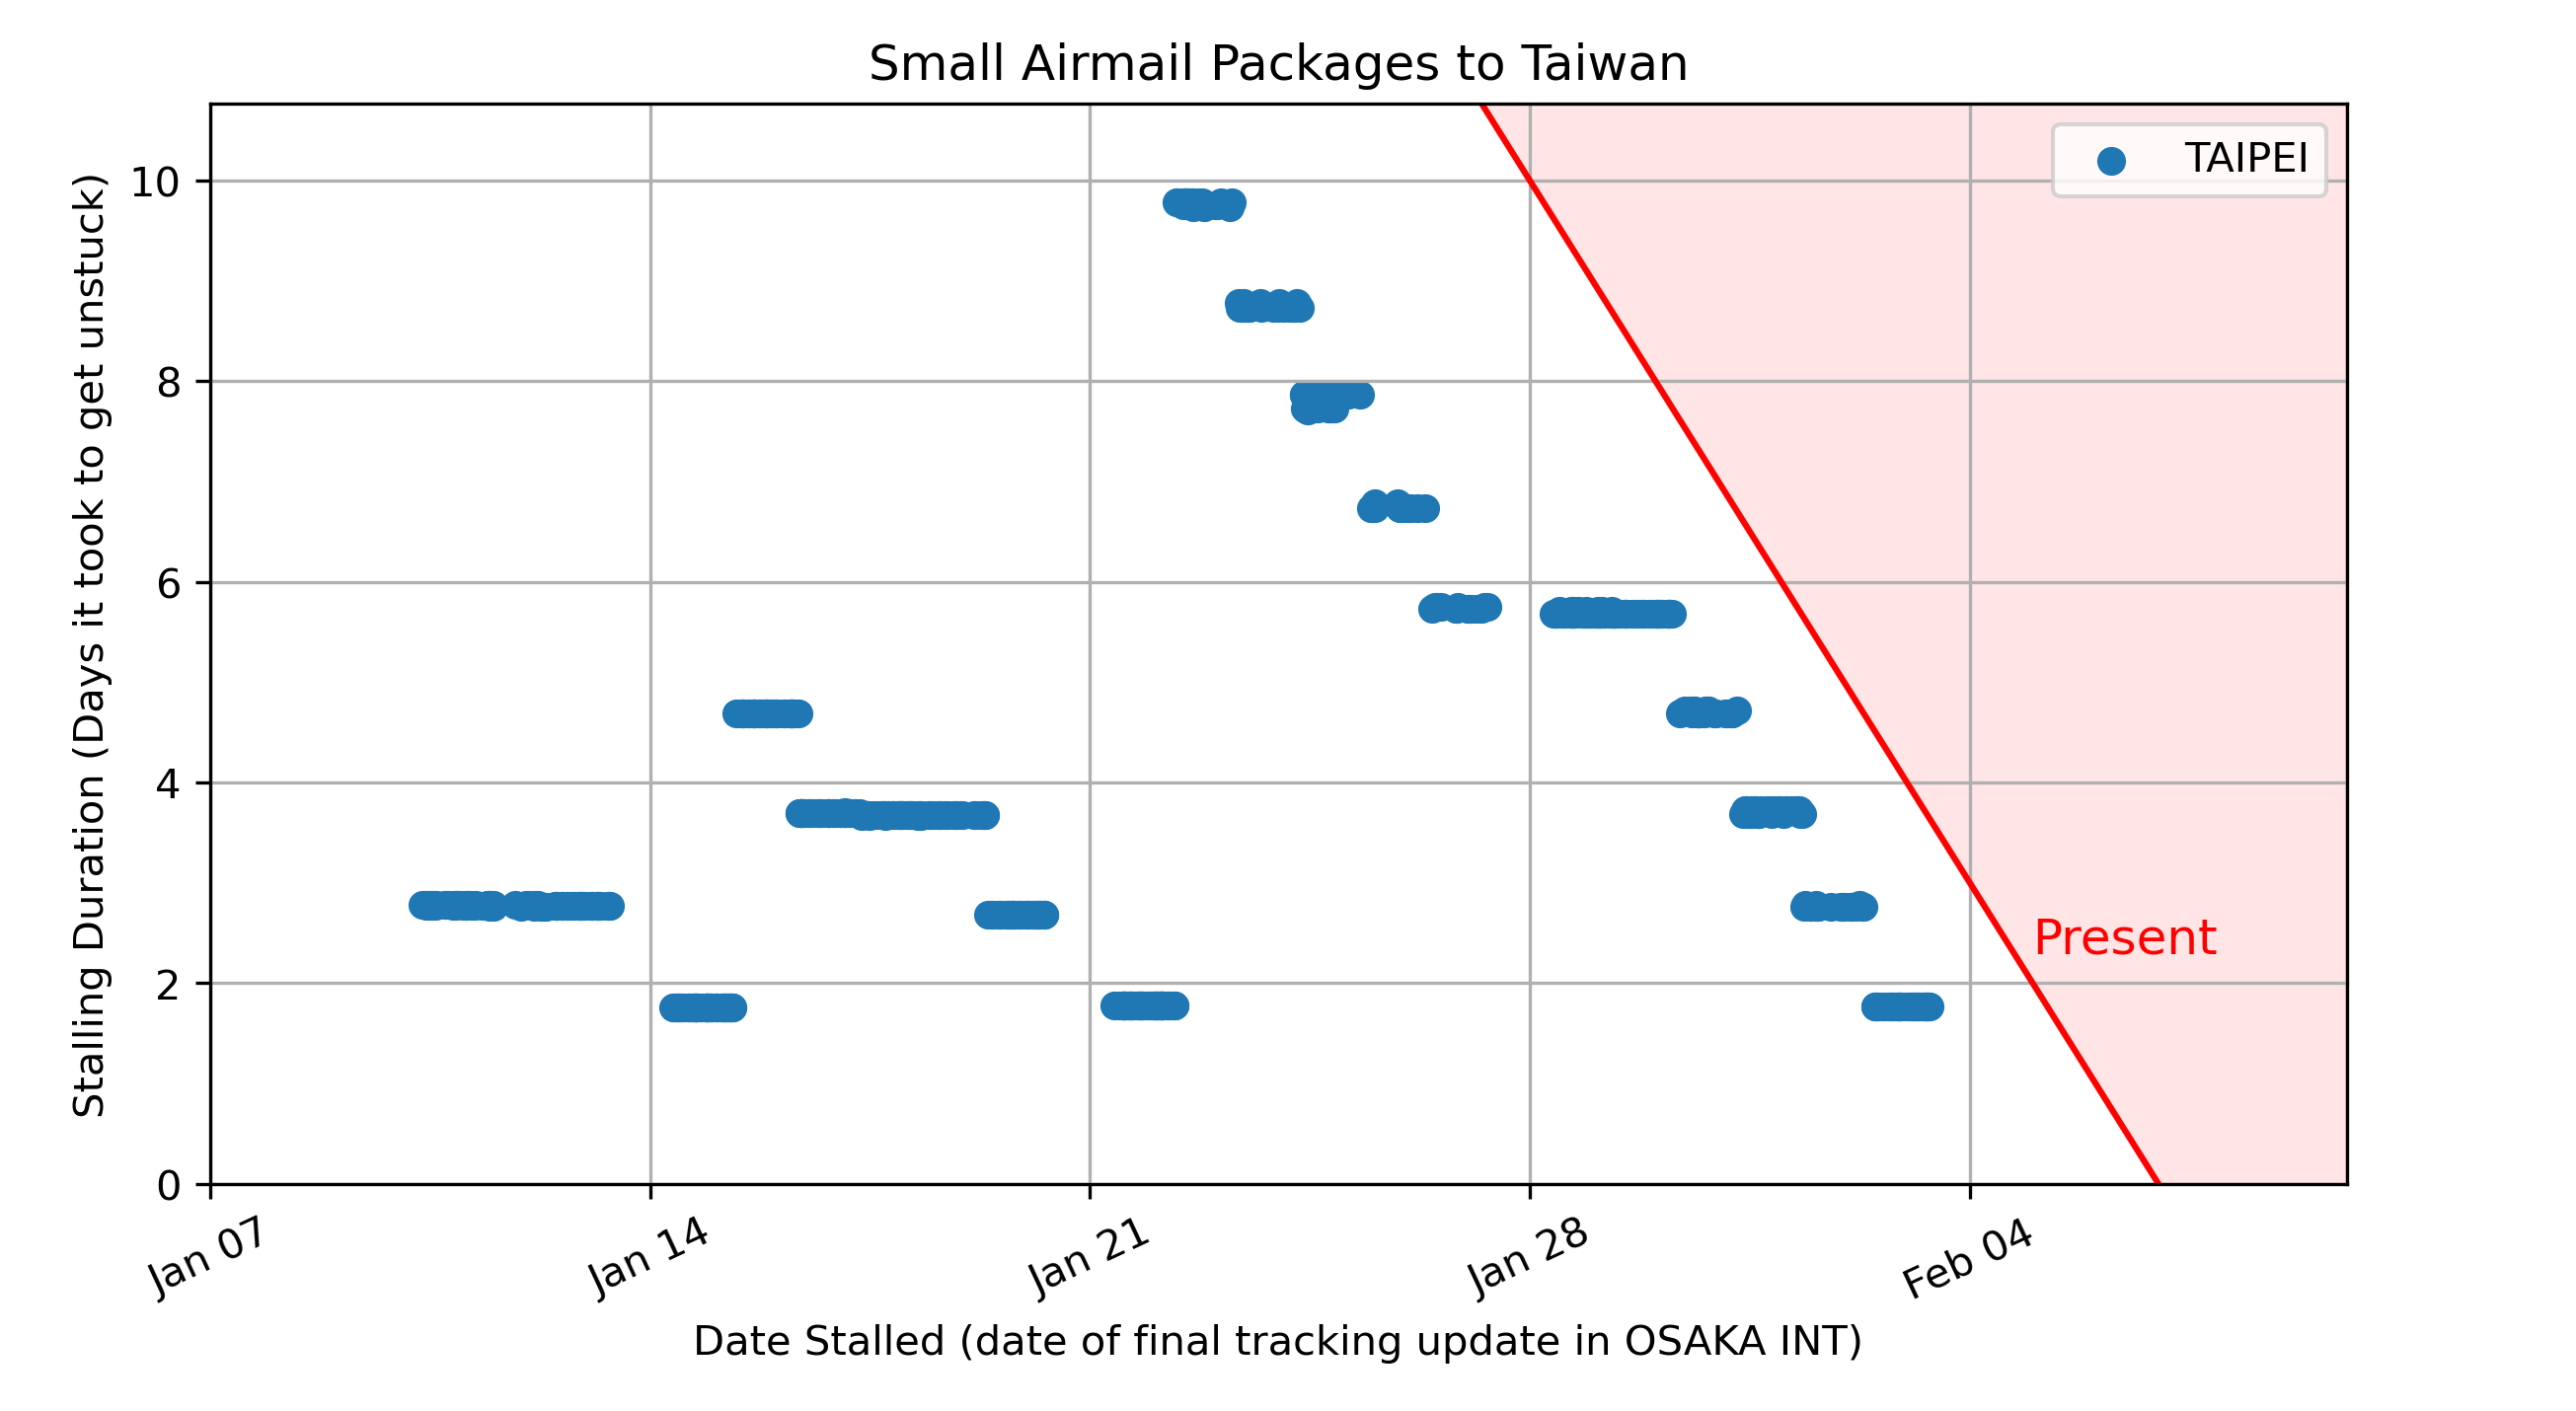 Small Airmail Packages to Taiwan
Stalling Duration (Days it took to get unstuck)
10
8
6
4
2
0
TAIPEI
Present
Jan 07
Jan 14
Jan 21
Jan 28
Feb 04
Date Stalled (date of final tracking update in OSAKA INT)